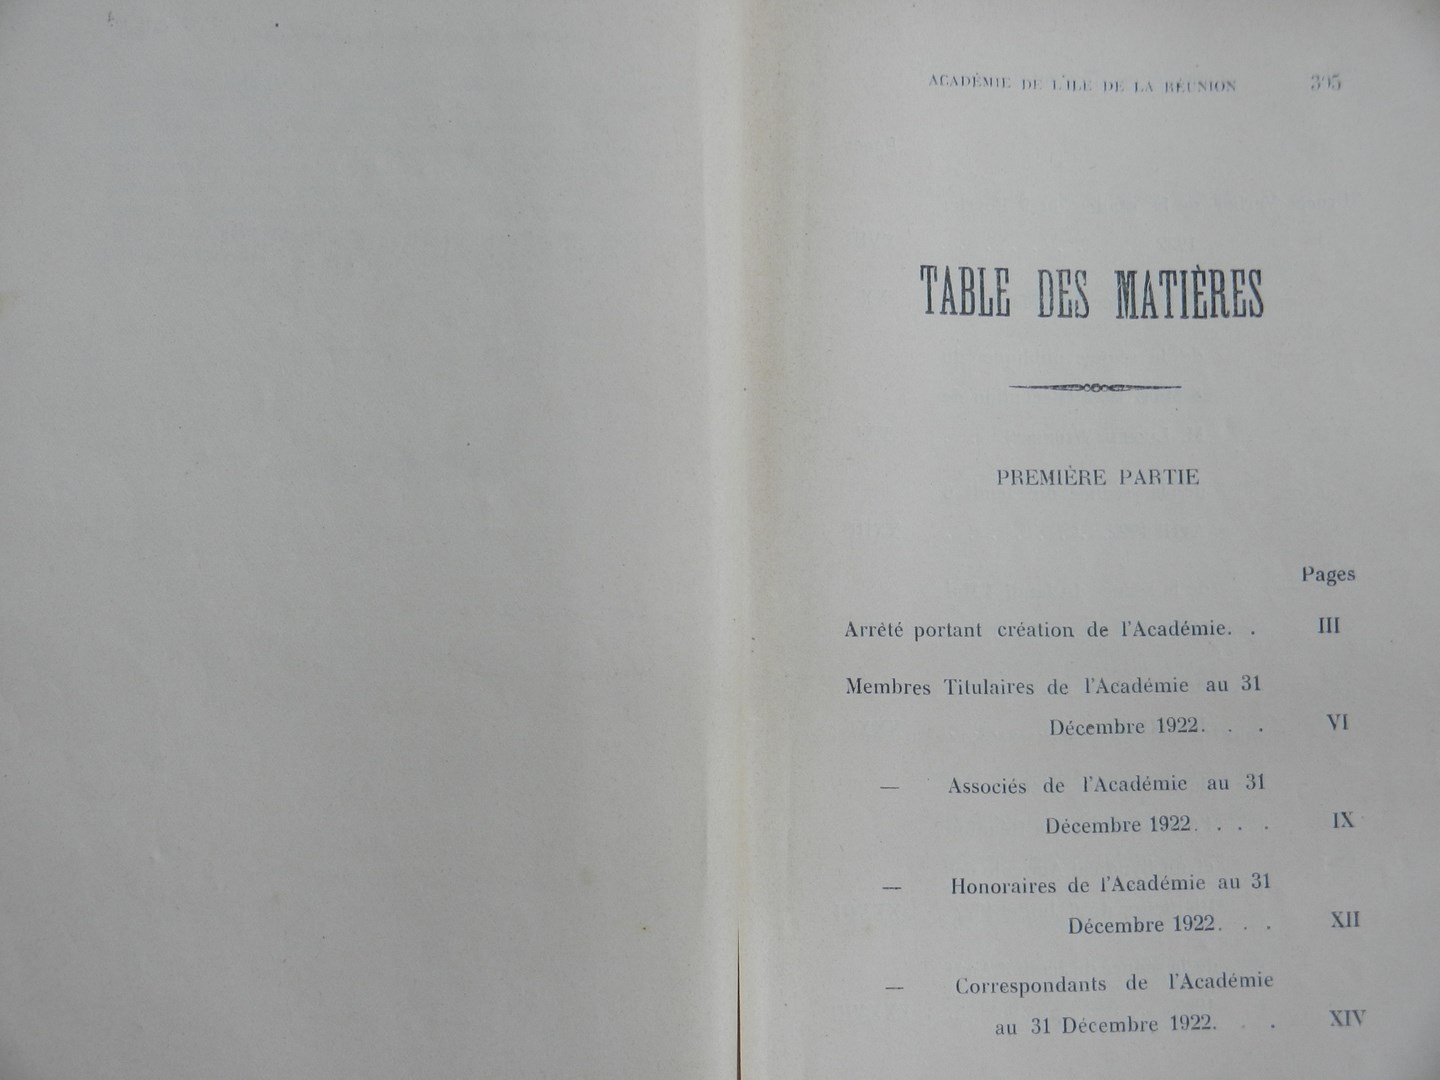 ACADÉMIE DE L'ILE DE LA RÉUNION 395
TABLE DES MATIÈRES
PREMIÈRE PARTIE
Pages
Arrêté portant création de l'Académie. . III
Membres Titulaires de l'Académie au 31
Décembre 1922. . . VI
— Associés de l'Académie au 31
Décembre 1922. . . . IX
— Honoraires de l'Académie au 31
Décembre 1922. . . XII
— Correspondants de l'Académie
au 31 Décembre 1922. . . XIV